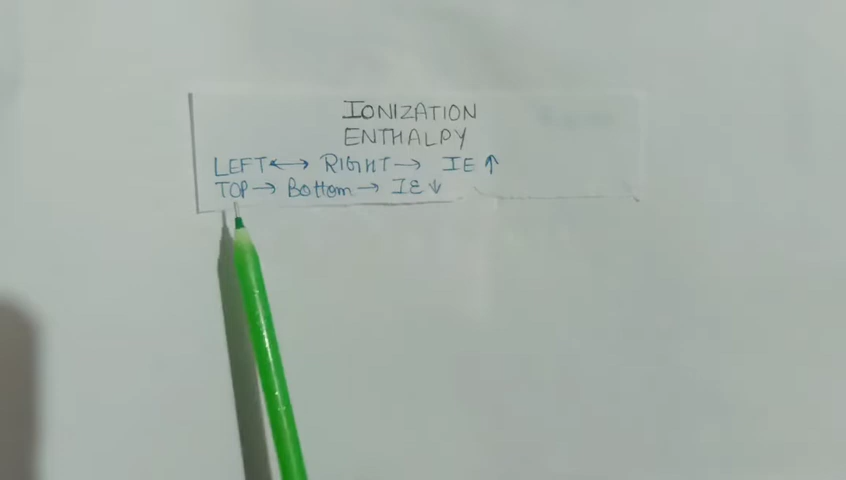 IONIZATION
ENTHALPY
LEFT ↔ RIGHT → IE ↑
TOP → Bottom → IE ↓